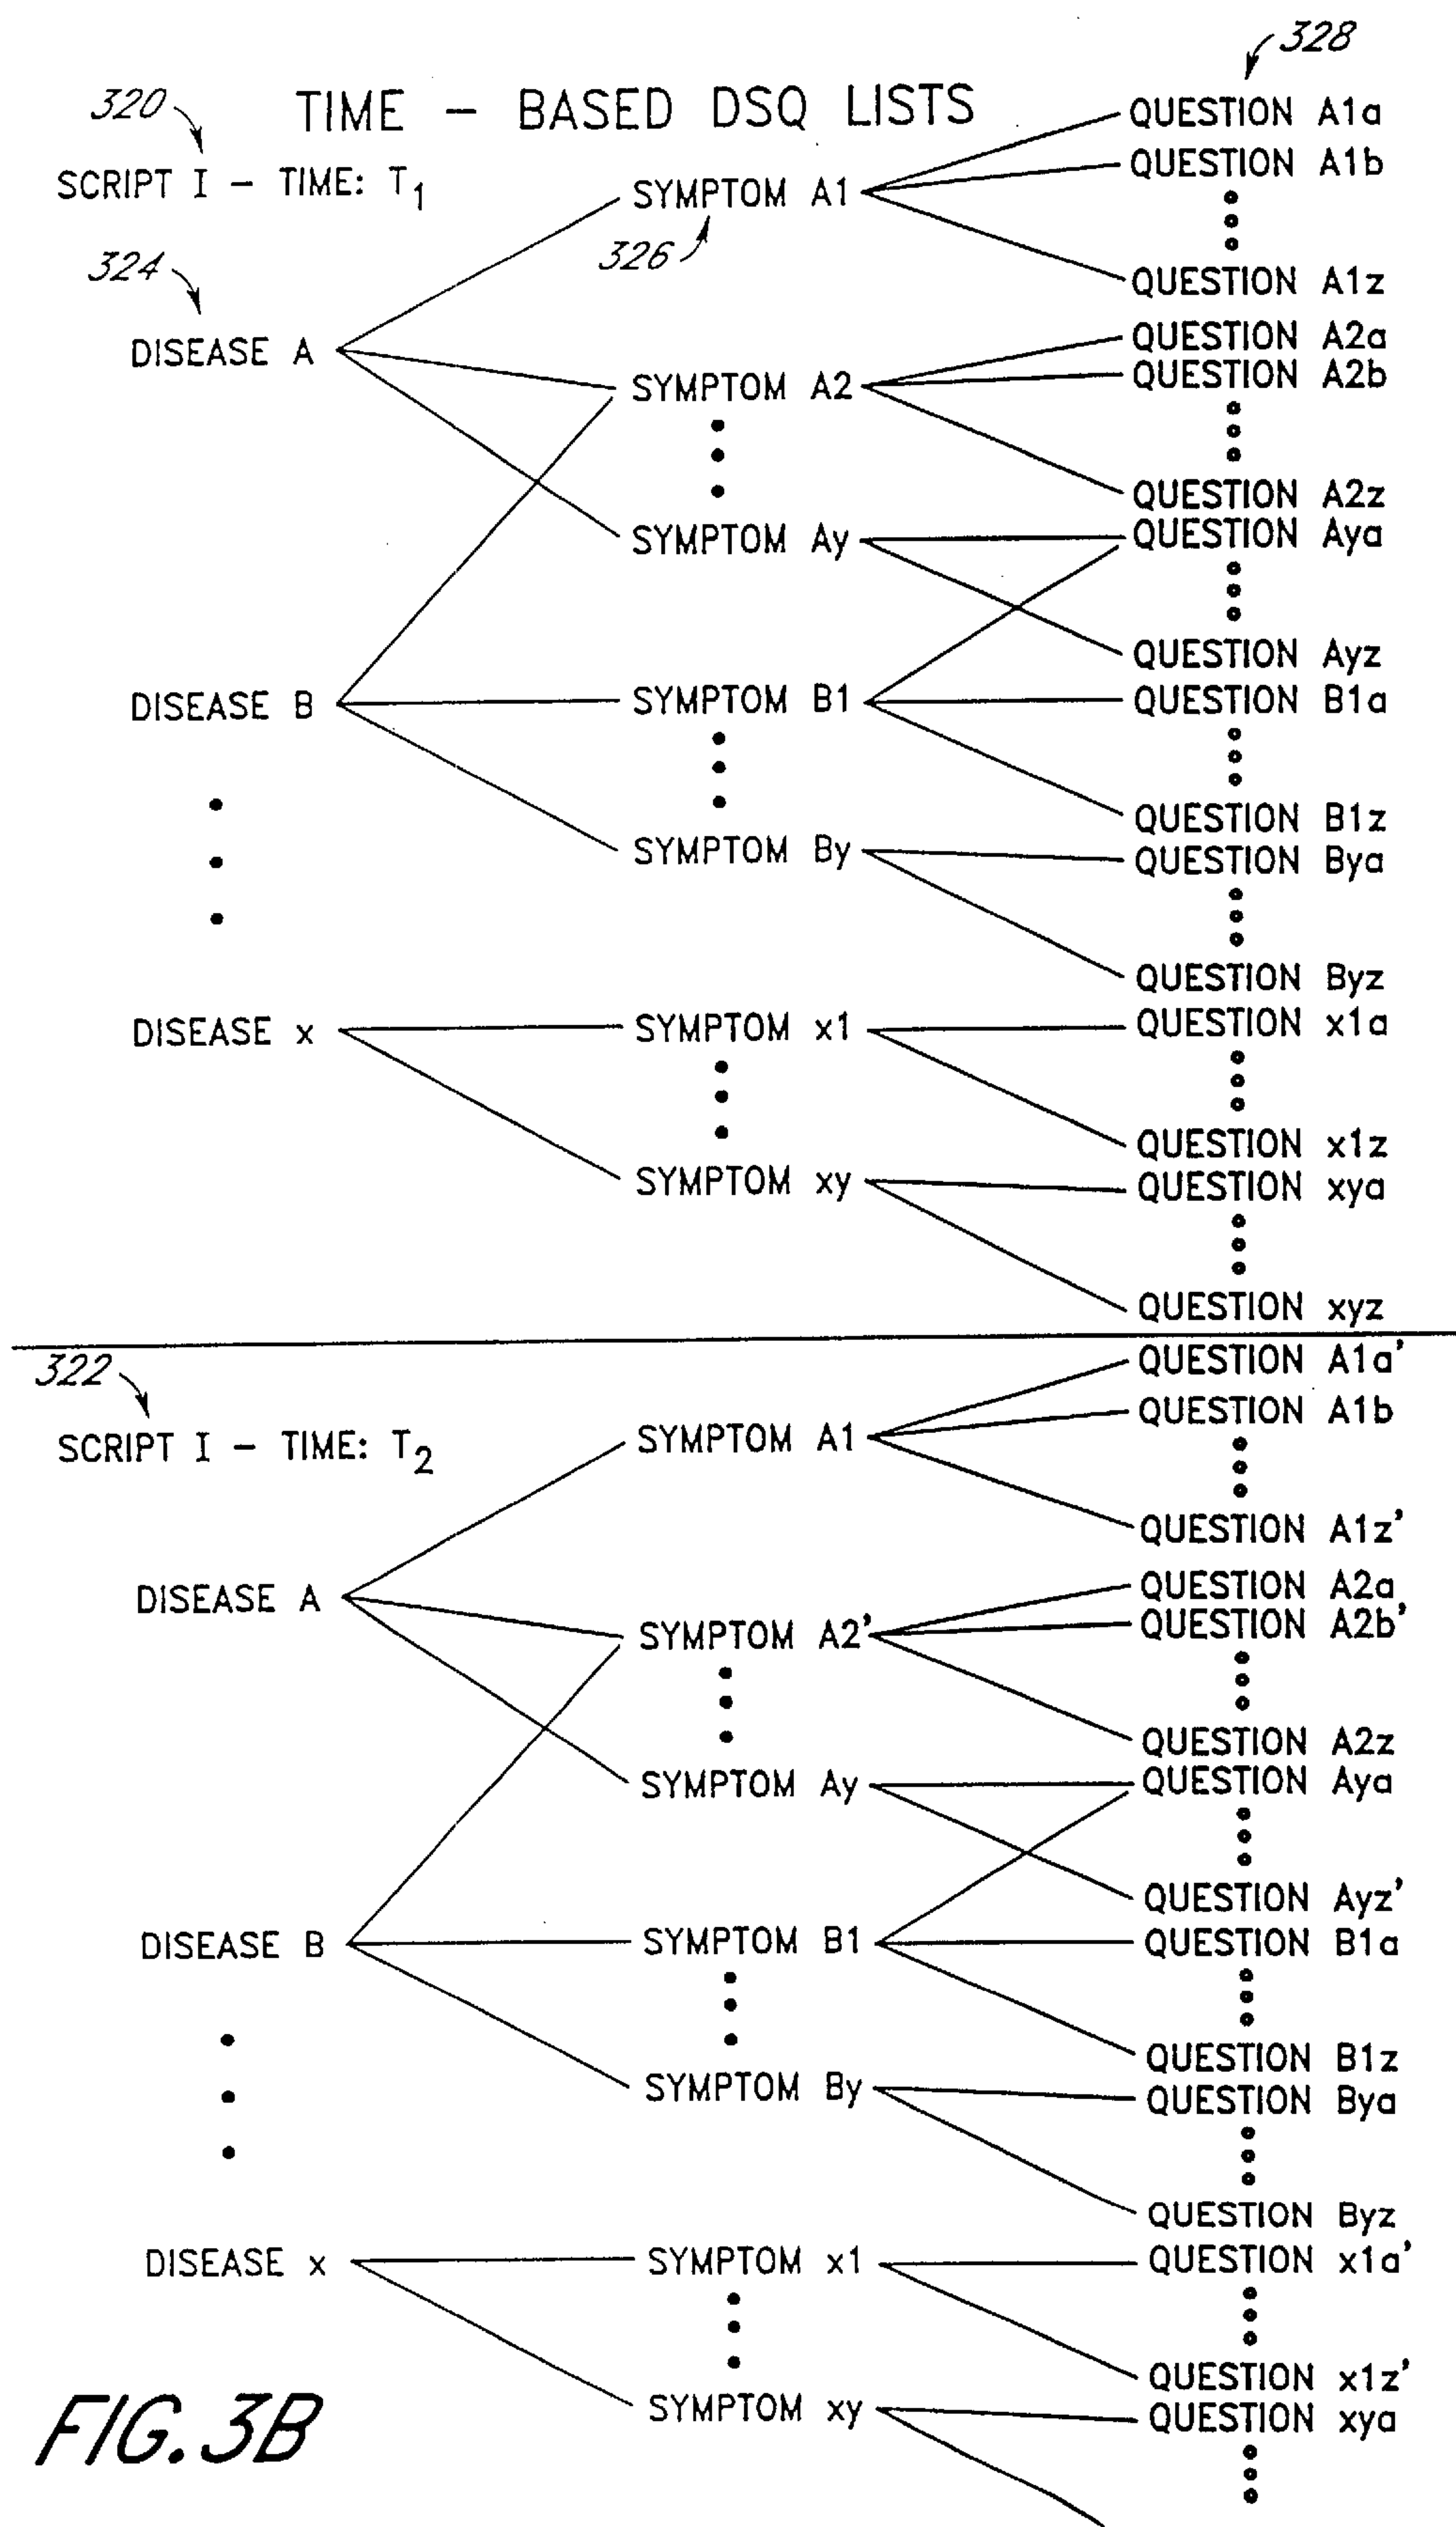 328
320
TIME - BASED DSQ LISTS
QUESTION A1a
SCRIPT I - TIME: T1
SYMPTOM A1
QUESTION A1b
326
324
QUESTION A1z
DISEASE A
QUESTION A2a
SYMPTOM A2
QUESTION A2b
QUESTION A2z
SYMPTOM Ay
QUESTION Aya
QUESTION Ayz
DISEASE B
SYMPTOM B1
QUESTION B1a
QUESTION B1z
SYMPTOM By
QUESTION Bya
QUESTION Byz
DISEASE x
SYMPTOM x1
QUESTION x1a
QUESTION x1z
SYMPTOM xy
QUESTION xya
QUESTION xyz
322
QUESTION A1a'
SCRIPT I - TIME: T2
SYMPTOM A1
QUESTION A1b
QUESTION A1z'
DISEASE A
QUESTION A2a
SYMPTOM A2'
QUESTION A2b'
QUESTION A2z
SYMPTOM Ay
QUESTION Aya
QUESTION Ayz'
DISEASE B
SYMPTOM B1
QUESTION B1a
QUESTION B1z
SYMPTOM By
QUESTION Bya
QUESTION Byz
DISEASE x
SYMPTOM x1
QUESTION x1a'
QUESTION x1z'
SYMPTOM xy
QUESTION xya
FIG. 3B